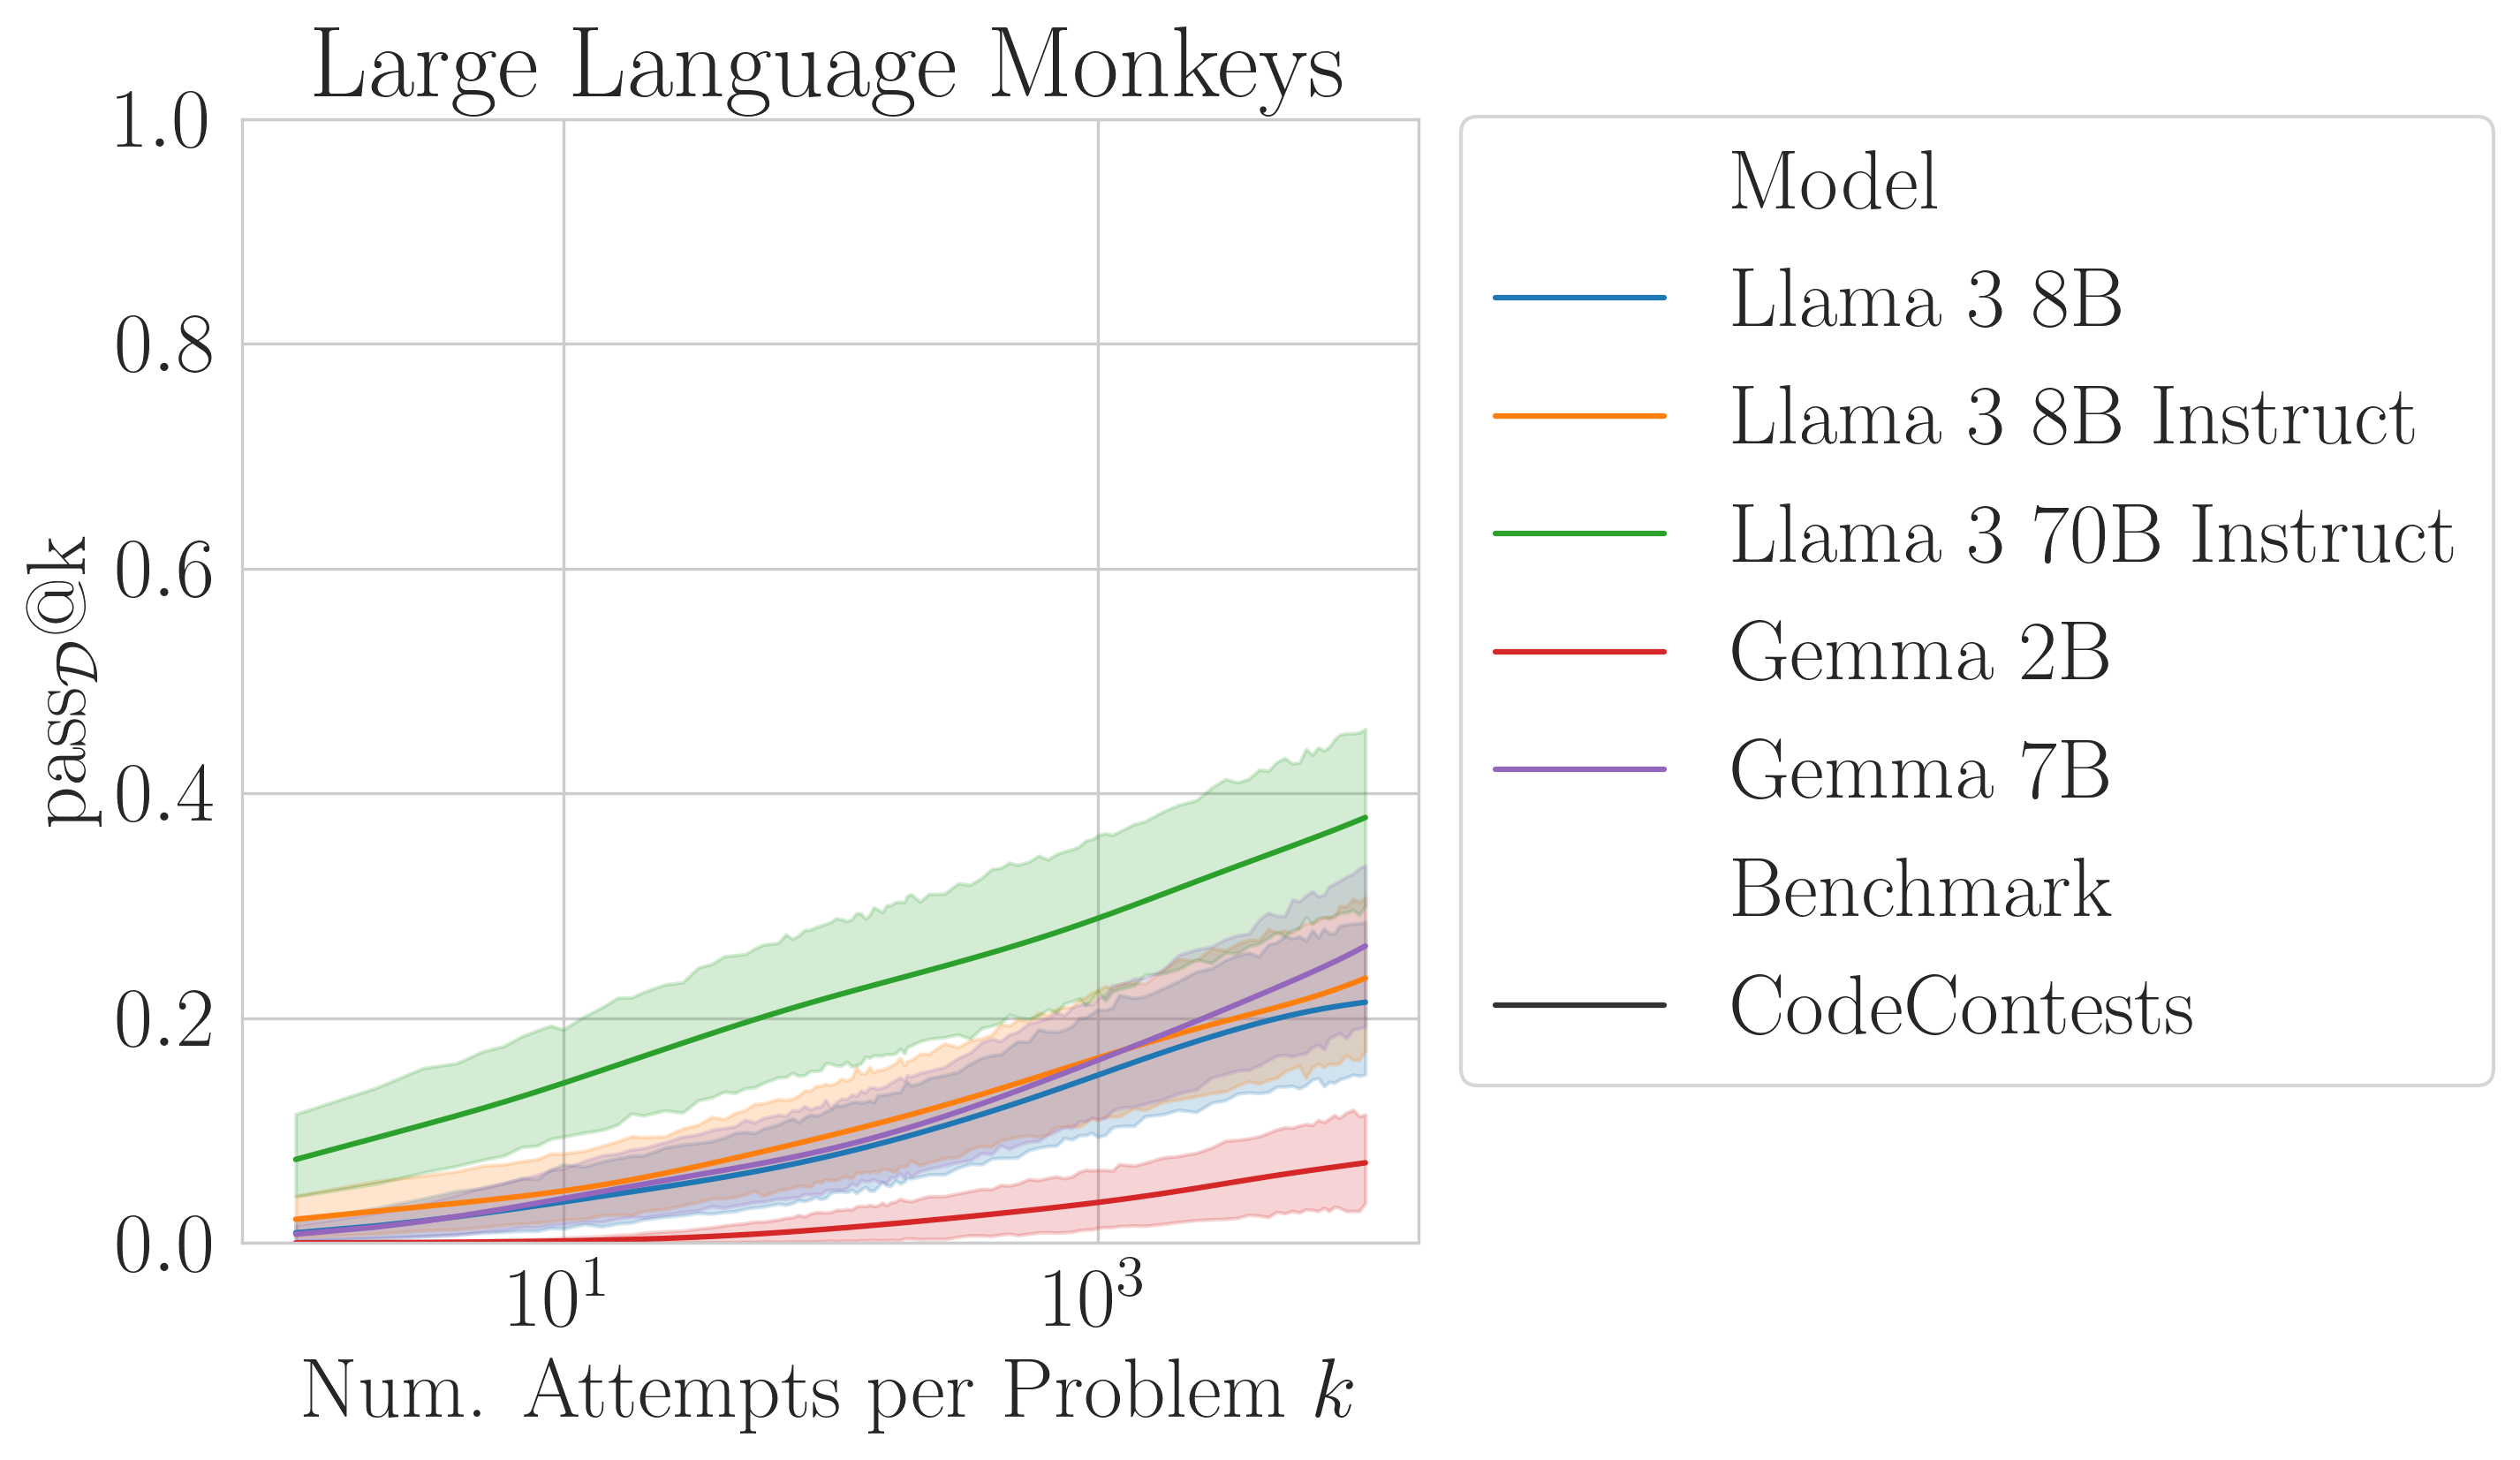 Large Language Monkeys
1.0
0.8
0.6
0.4
0.2
0.0
pass𝒟@k
10¹
10³
Num. Attempts per Problem k
Model
Llama 3 8B
Llama 3 8B Instruct
Llama 3 70B Instruct
Gemma 2B
Gemma 7B
Benchmark
CodeContests